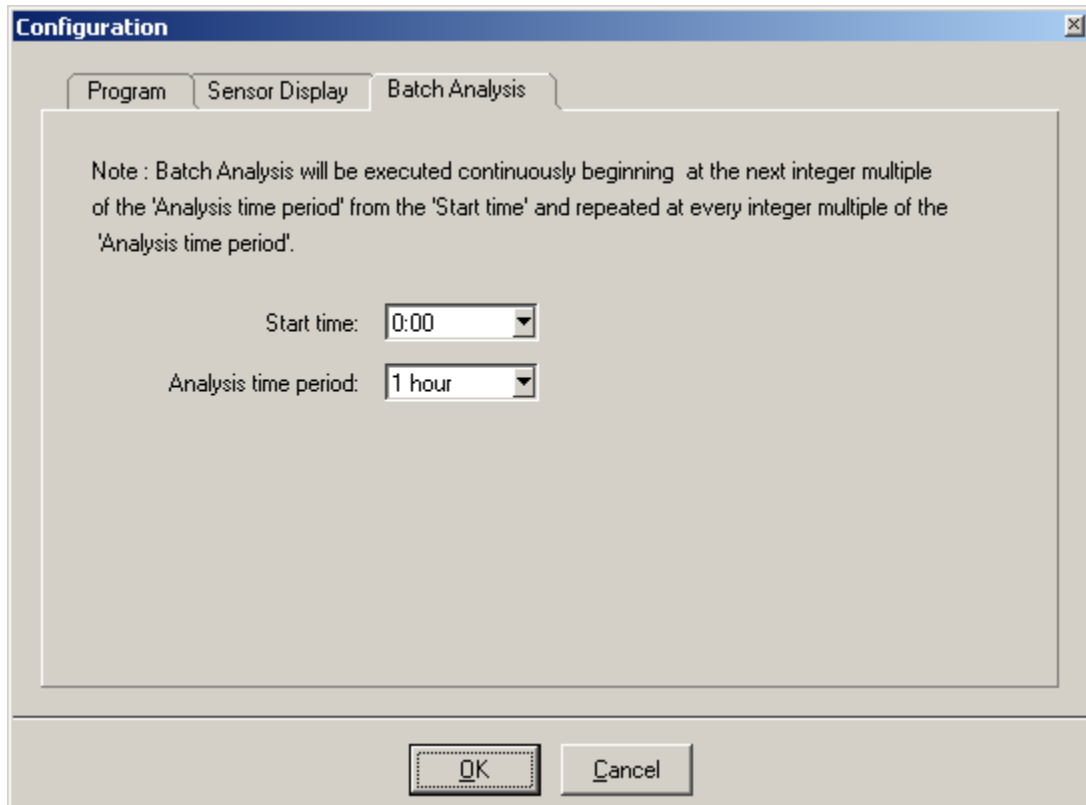 Configuration
Program
Sensor Display
Batch Analysis
Note : Batch Analysis will be executed continuously beginning  at the next integer multiple
of the 'Analysis time period' from the 'Start time' and repeated at every integer multiple of the
'Analysis time period'.
Start time:
0:00
Analysis time period:
1 hour
OK
Cancel